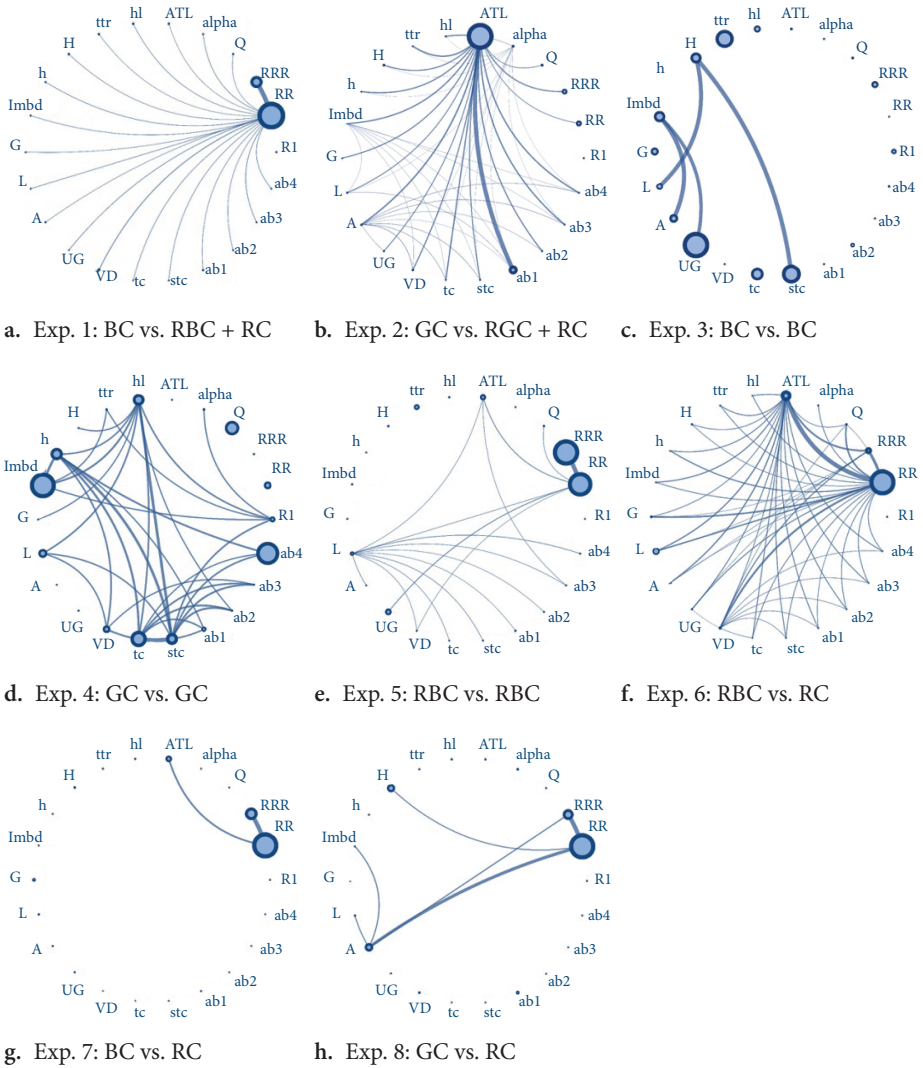 hl ATL
ttr alpha
H Q
h RRR
Imbd RR
G R1
L ab4
A ab3
UG ab2
VD tc stc ab1
a. Exp. 1: BC vs. RBC + RC
ATL
hl alpha
ttr
H Q
h RRR
Imbd RR
G R1
L ab4
A ab3
UG ab2
VD tc stc ab1
b. Exp. 2: GC vs. RGC + RC
hl ATL
ttr alpha
H Q
h RRR
Imbd RR
G R1
L ab4
A ab3
UG ab2
VD tc stc ab1
c. Exp. 3: BC vs. BC
hl ATL
ttr alpha
H Q
h RRR
Imbd RR
G R1
L ab4
A ab3
UG ab2
VD tc stc ab1
d. Exp. 4: GC vs. GC
hl ATL
ttr alpha
H Q
h RRR
Imbd RR
G R1
L ab4
A ab3
UG ab2
VD tc stc ab1
e. Exp. 5: RBC vs. RBC
hl ATL
ttr alpha
H Q
h RRR
Imbd RR
G R1
L ab4
A ab3
UG ab2
VD tc stc ab1
f. Exp. 6: RBC vs. RC
hl ATL
ttr alpha
H Q
h RRR
Imbd RR
G R1
L ab4
A ab3
UG ab2
VD tc stc ab1
g. Exp. 7: BC vs. RC
hl ATL
ttr alpha
H Q
h RRR
Imbd RR
G R1
L ab4
A ab3
UG ab2
VD tc stc ab1
h. Exp. 8: GC vs. RC